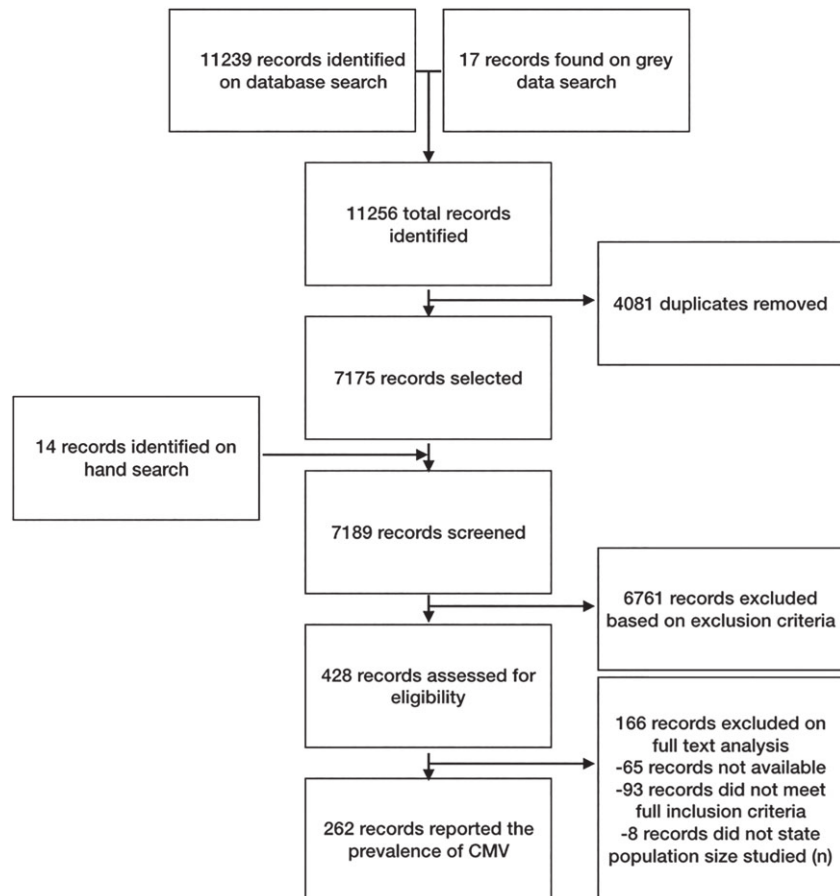 11239 records identified
on database search
17 records found on grey
data search
11256 total records
identified
4081 duplicates removed
7175 records selected
14 records identified on
hand search
7189 records screened
6761 records excluded
based on exclusion criteria
428 records assessed for
eligibility
166 records excluded on
full text analysis
-65 records not available
-93 records did not meet
full inclusion criteria
-8 records did not state
population size studied (n)
262 records reported the
prevalence of CMV